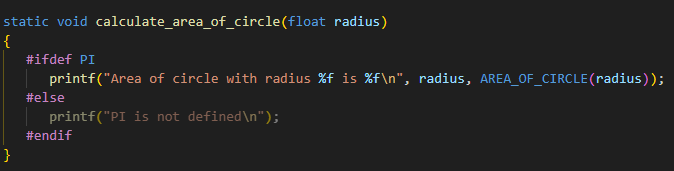 static void calculate_area_of_circle(float radius)
{
    #ifdef PI
        printf("Area of circle with radius %f is %f\n", radius, AREA_OF_CIRCLE(radius));
    #else
        printf("PI is not defined\n");
    #endif
}